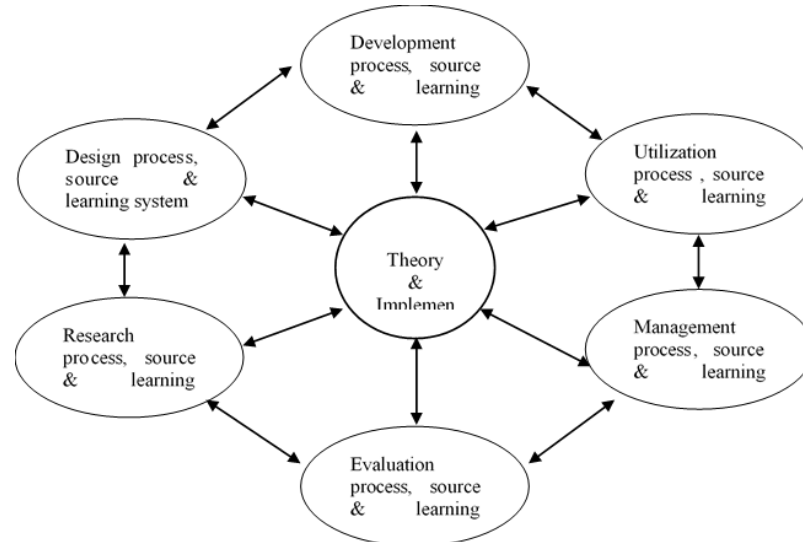 Development
process, source
& learning
Design process,
source &
learning system
Utilization
process , source
& learning
Theory
&
Implemen
Research
process, source
& learning
Management
process, source
& learning
Evaluation
process, source
& learning